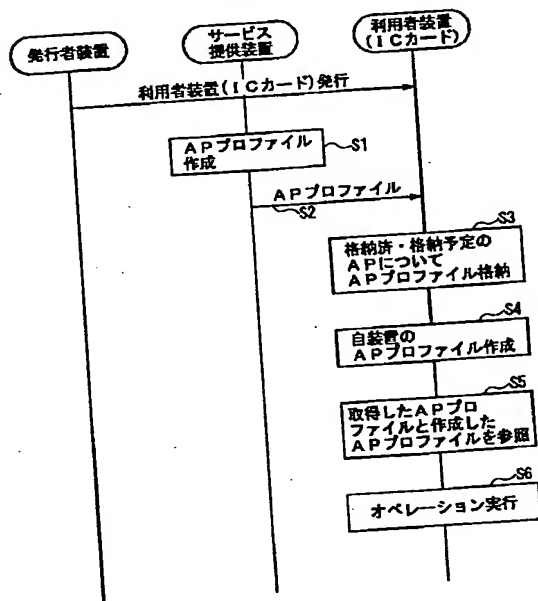 発行者装置
サービス
提供装置
利用者装置
(ICカード)
利用者装置(ICカード)発行
APプロファイル
作成
S1
APプロファイル
S2
S3
格納済・格納予定の
APについて
APプロファイル格納
S4
自装置の
APプロファイル作成
S5
取得したAPプロ
ファイルと作成した
APプロファイルを参照
S6
オペレーション実行